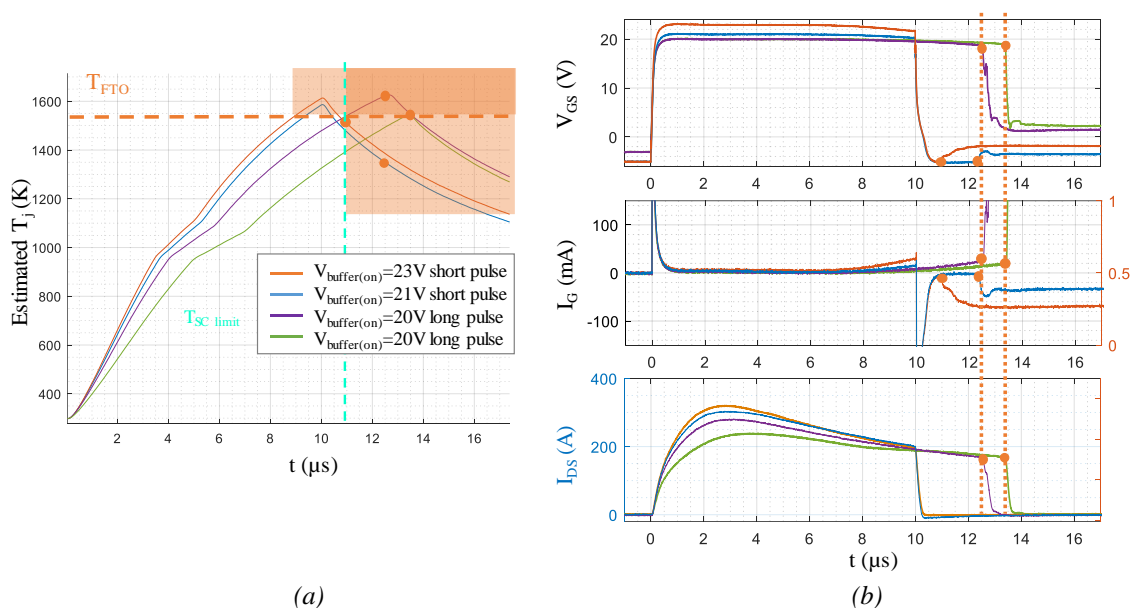 T_FTO
1600
1400
1200
1000
800
600
400
Estimated T_j (K)
T_SC limit
V_buffer(on)=23V short pulse
V_buffer(on)=21V short pulse
V_buffer(on)=20V long pulse
V_buffer(on)=20V long pulse
2 4 6 8 10 12 14 16
t (µs)
(a)
20
10
0
V_GS (V)
0 2 4 6 8 10 12 14 16
100
0
-100
I_G (mA)
1
0.5
0
0 2 4 6 8 10 12 14 16
400
200
0
I_DS (A)
0 2 4 6 8 10 12 14 16
t (µs)
(b)